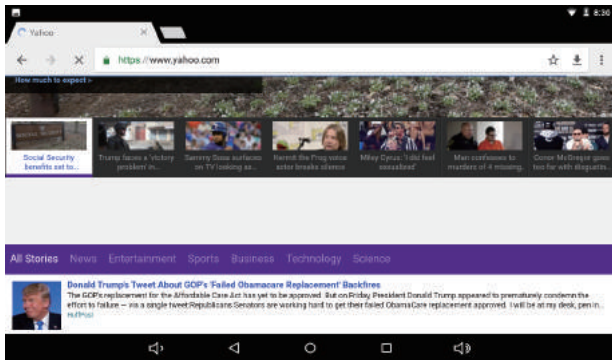 8:30
Yahoo
https://www.yahoo.com
How much to expect »
Social Security
benefits set to...
Trump faces a 'victory
problem' in...
Sammy Sosa surfaces
on TV looking as...
Kermit the Frog voice
actor breaks silence
Miley Cyrus: 'I did feel
sexualized'
Man confesses to
murders of 4 missing
Conor McGregor goes
too far with disgustin...
All Stories News Entertainment Sports Business Technology Science
Donald Trump's Tweet About GOP's 'Failed Obamacare Replacement' Backfires
The GOP's replacement for the Affordable Care Act has yet to be approved. But on Friday, President Donald Trump appeared to prematurely condemn the
effort to failure — via a single tweet.Republicans Senators are working hard to get their failed ObamaCare replacement approved. I will be at my desk, pen in...
HuffPost